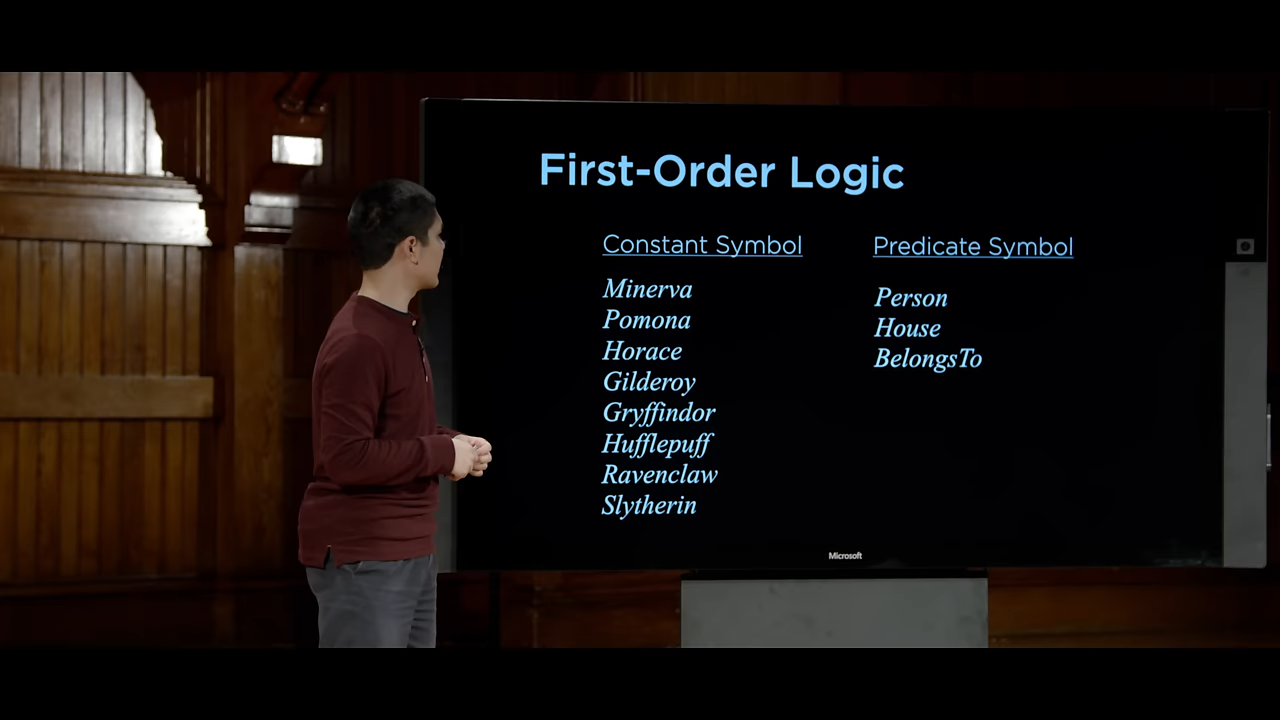 First-Order Logic
Constant Symbol
Minerva
Pomona
Horace
Gilderoy
Gryffindor
Hufflepuff
Ravenclaw
Slytherin
Predicate Symbol
Person
House
BelongsTo
Microsoft